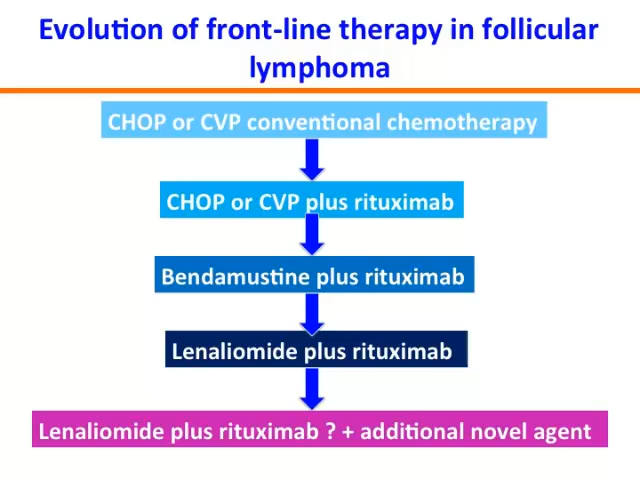 Evolution of front-line therapy in follicular
lymphoma
CHOP or CVP conventional chemotherapy
CHOP or CVP plus rituximab
Bendamustine plus rituximab
Lenaliomide plus rituximab
Lenaliomide plus rituximab ? + additional novel agent